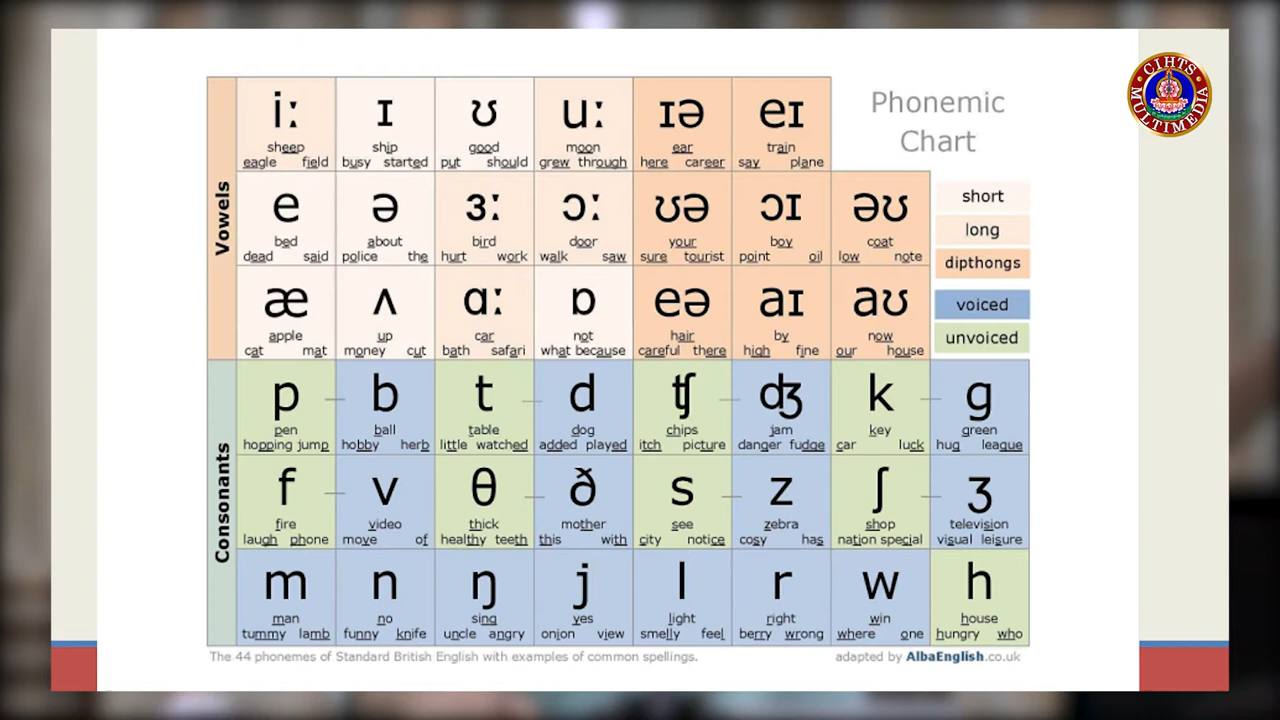 CIHTS MULTIMEDIA
Phonemic
Chart
Vowels
iː ɪ ʊ uː ɪə eɪ
sheep ship good moon ear train
eagle field busy started put should grew through here career say plane
e ə ɜː ɔː ʊə ɔɪ əʊ
bed about bird door your boy coat
dead said police the hurt work walk saw sure tourist point oil low note
æ ʌ ɑː ɒ eə aɪ aʊ
apple up car not hair by now
cat mat money cut bath safari what because careful there high fine our house
short
long
dipthongs
voiced
unvoiced
Consonants
p b t d ʧ ʤ k g
pen ball table dog chips jam key green
hopping jump hobby herb little watched added played itch picture danger fudge car luck hug league
f v θ ð s z ʃ ʒ
fire video thick mother see zebra shop television
laugh phone move of healthy teeth this with city notice cosy has nation special visual leisure
m n ŋ j l r w h
man no sing yes light right win house
tummy lamb funny knife uncle angry onion view smelly feel berry wrong where one hungry who
The 44 phonemes of Standard British English with examples of common spellings.
adapted by AlbaEnglish.co.uk